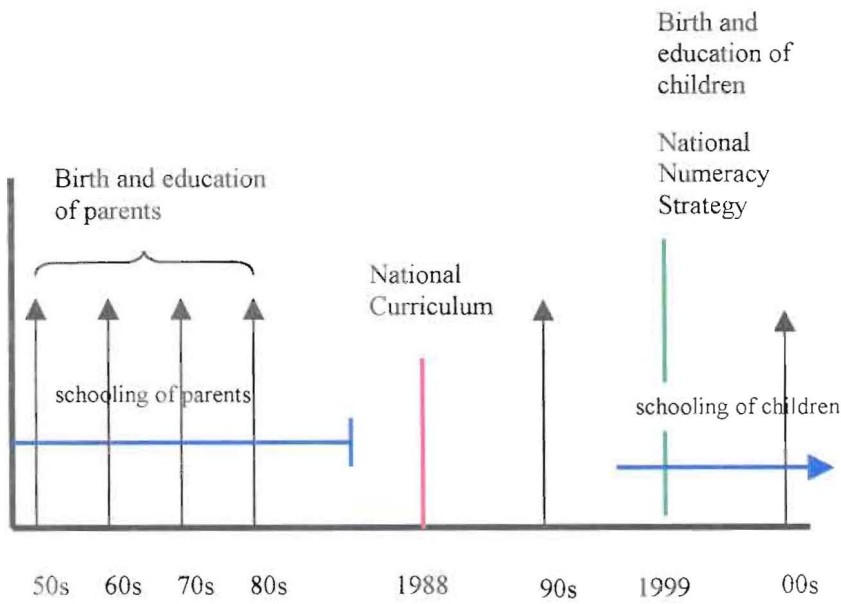 Birth and
education of
children
National
Numeracy
Strategy
Birth and education
of parents
National
Curriculum
schooling of parents
schooling of children
50s
60s
70s
80s
1988
90s
1999
00s